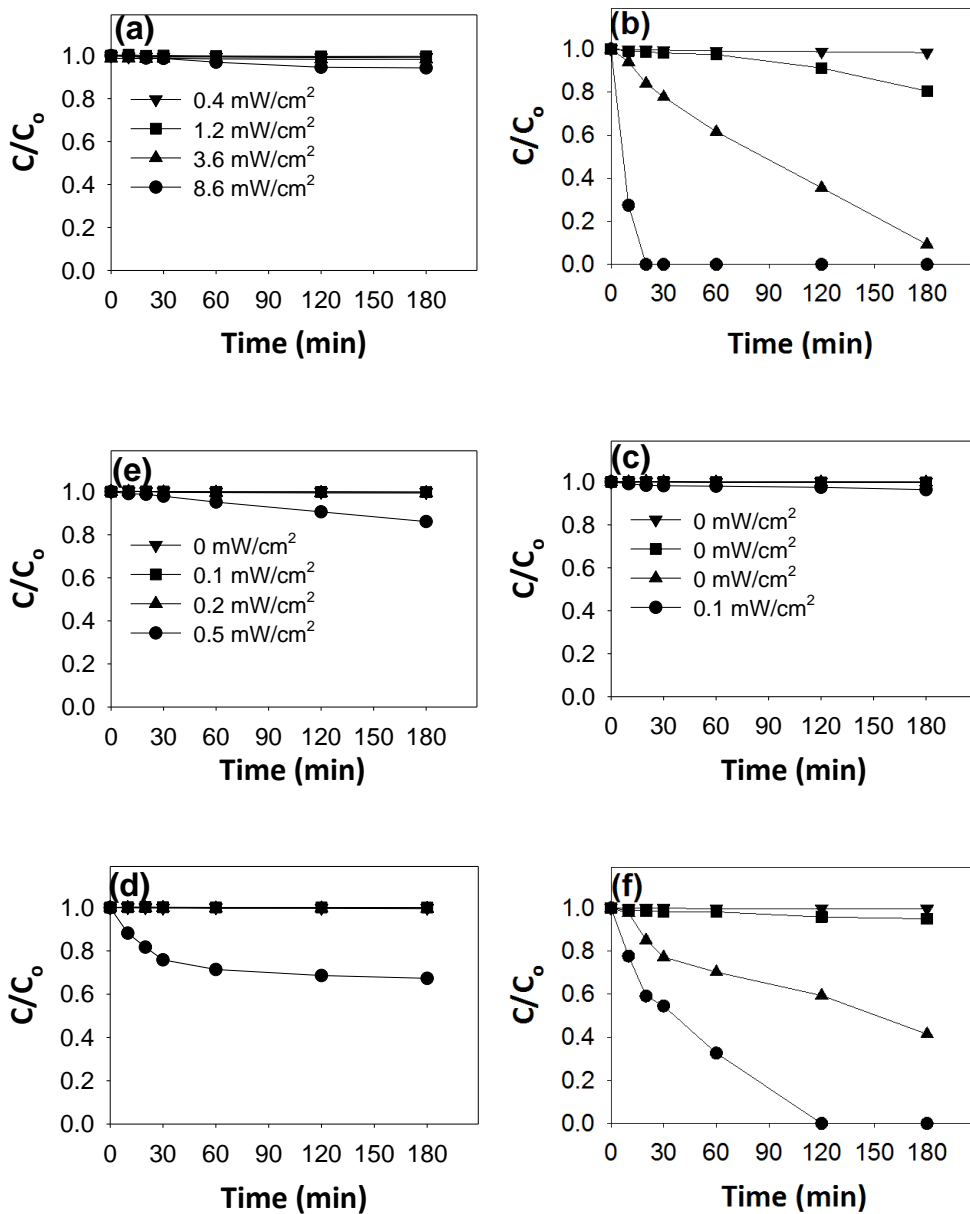 (a)
C/Co
1.0
0.8
0.6
0.4
0.2
0.0
0.4 mW/cm2
1.2 mW/cm2
3.6 mW/cm2
8.6 mW/cm2
0 30 60 90 120 150 180
Time (min)
(b)
C/Co
1.0
0.8
0.6
0.4
0.2
0.0
0 30 60 90 120 150 180
Time (min)
(e)
C/Co
1.0
0.8
0.6
0.4
0.2
0.0
0 mW/cm2
0.1 mW/cm2
0.2 mW/cm2
0.5 mW/cm2
0 30 60 90 120 150 180
Time (min)
(c)
C/Co
1.0
0.8
0.6
0.4
0.2
0.0
0 mW/cm2
0 mW/cm2
0 mW/cm2
0.1 mW/cm2
0 30 60 90 120 150 180
Time (min)
(d)
C/Co
1.0
0.8
0.6
0.4
0.2
0.0
0 30 60 90 120 150 180
Time (min)
(f)
C/Co
1.0
0.8
0.6
0.4
0.2
0.0
0 30 60 90 120 150 180
Time (min)